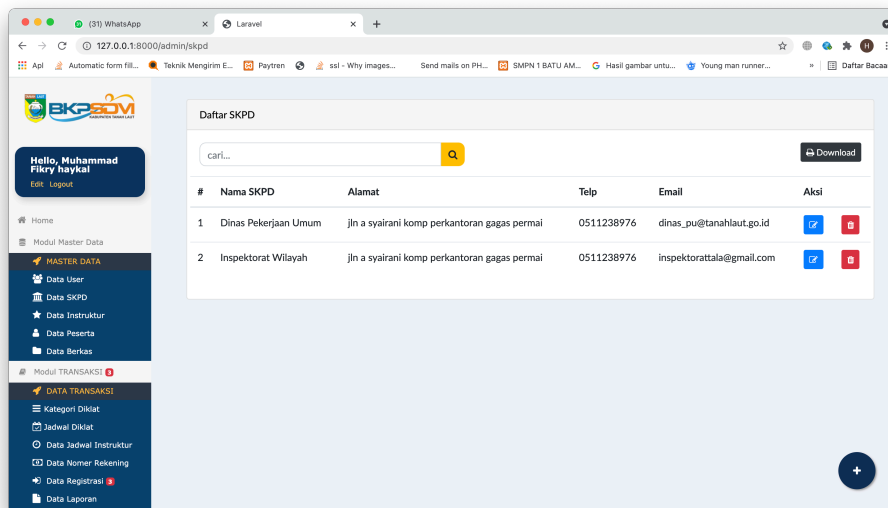 (31) WhatsApp
Laravel
127.0.0.1:8000/admin/skpd
Apl
Automatic form fill...
Teknik Mengirim E...
Paytren
ssl - Why images...
Send mails on PH...
SMPN 1 BATU AM...
Hasil gambar untu...
Young man runner...
»
Daftar Bacaa
H
BKPSDM
KABUPATEN TANAH LAUT
Hello, Muhammad
Fikry haykal
Edit Logout
Home
Modul Master Data
MASTER DATA
Data User
Data SKPD
Data Instruktur
Data Peserta
Data Berkas
Modul TRANSAKSI 3
DATA TRANSAKSI
Kategori Diklat
Jadwal Diklat
Data Jadwal Instruktur
Data Nomer Rekening
Data Registrasi 3
Data Laporan
Daftar SKPD
cari...
Download
# Nama SKPD Alamat Telp Email Aksi
1 Dinas Pekerjaan Umum jln a syairani komp perkantoran gagas permai 0511238976 dinas_pu@tanahlaut.go.id
2 Inspektorat Wilayah jln a syairani komp perkantoran gagas permai 0511238976 inspektorattala@gmail.com
+